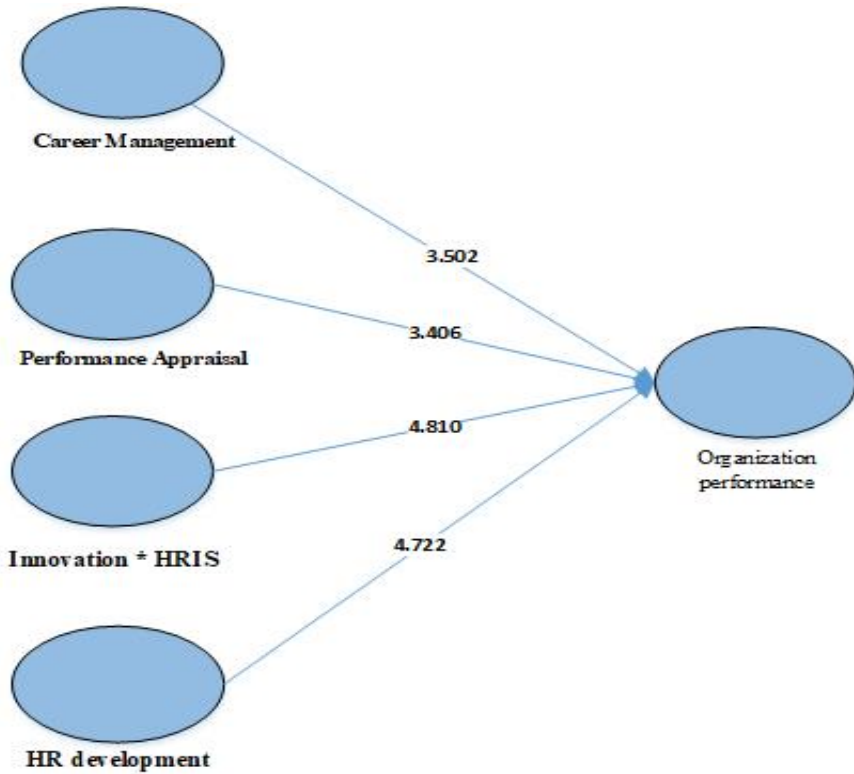 Career Management
3.502
Performance Appraisal
3.406
Organization
performance
4.810
Innovation * HRIS
4.722
HR development